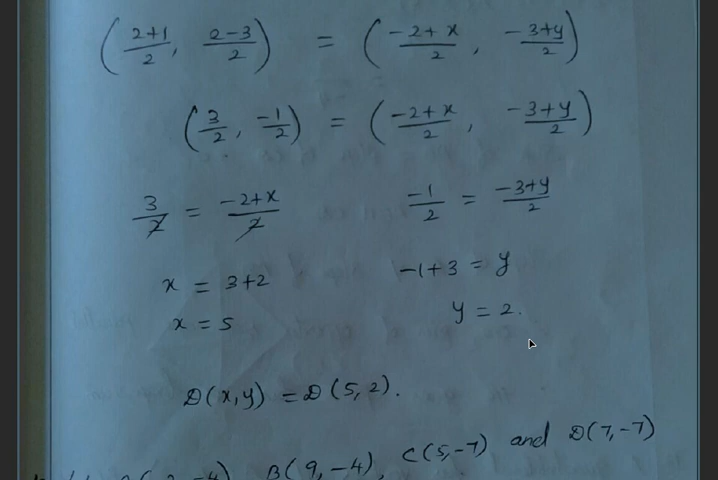 (2+1/2, 2-3/2) = (-2+x/2, -3+y/2)
(3/2, -1/2) = (-2+x/2, -3+y/2)
3/2 = -2+x/2 -1/2 = -3+y/2
x = 3+2 -1+3 = y
x = 5 y = 2.
D(x,y) = D(5,2).
B(9,-4), C(5,-7) and D(7,-7)